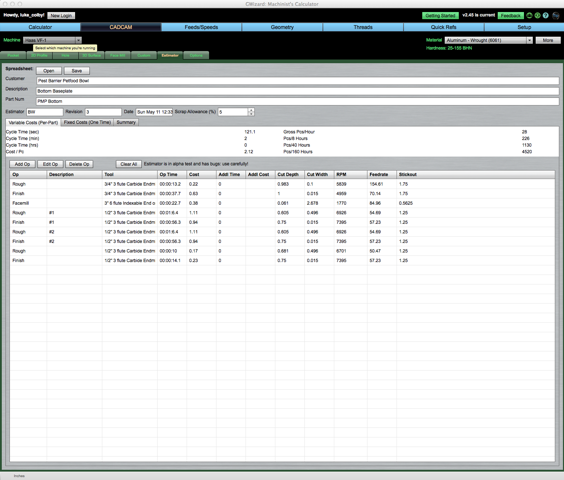 GWizard: Machinist's Calculator
Howdy, luke_colby! New Login Getting Started v2.45 is current Feedback
Calculator CADCAM Feeds/Speeds Geometry Threads Quick Refs Setup
Machine Haas VF-1 Material Aluminum - Wrought (6061) More
Select which machine you're running Hardness: 25-155 BHN
Estimator
Spreadsheet: Open Save
Customer Pest Barrier Petfood Bowl
Description Bottom Baseplate
Part Num PMP Bottom
Estimator BW Revision 3 Date Sun May 11 12:33 Scrap Allowance (%) 5
Variable Costs (Per-Part) Fixed Costs (One Time) Summary
Cycle Time (sec) 121.1 Gross Pcs/Hour 28
Cycle Time (min) 2 Pcs/8 Hours 226
Cycle Time (hrs) 0 Pcs/40 Hours 1130
Cost / Pc 2.12 Pcs/160 Hours 4520
Add Op Edit Op Delete Op Clear All Estimator is in alpha test and has bugs: use carefully!
Op Description Tool Op Time Cost Addl Time Addl Cost Cut Depth Cut Width RPM Feedrate Stickout
Rough 3/4" 3 flute Carbide Endm 00:00:13.2 0.22 0 0.983 0.1 5839 154.61 1.75
Finish 3/4" 3 flute Carbide Endm 00:00:37.7 0.63 0 1 0.015 4959 70.14 1.75
Facemill 3" 6 flute Indexable End o 00:00:22.7 0.38 0 0.061 2.678 1770 84.96 0.5625
Rough #1 1/2" 3 flute Carbide Endm 00:01:6.4 1.11 0 0.605 0.496 6926 54.69 1.25
Finish #1 1/2" 3 flute Carbide Endm 00:00:56.3 0.94 0 0.75 0.015 7395 57.23 1.25
Rough #2 1/2" 3 flute Carbide Endm 00:01:6.4 1.11 0 0.605 0.496 6926 54.69 1.25
Finish #2 1/2" 3 flute Carbide Endm 00:00:56.3 0.94 0 0.75 0.015 7395 57.23 1.25
Rough 1/2" 3 flute Carbide Endm 00:00:10 0.17 0 0.681 0.496 6701 50.47 1.25
Finish 1/2" 3 flute Carbide Endm 00:00:14.1 0.23 0 0.75 0.015 7395 57.23 1.25